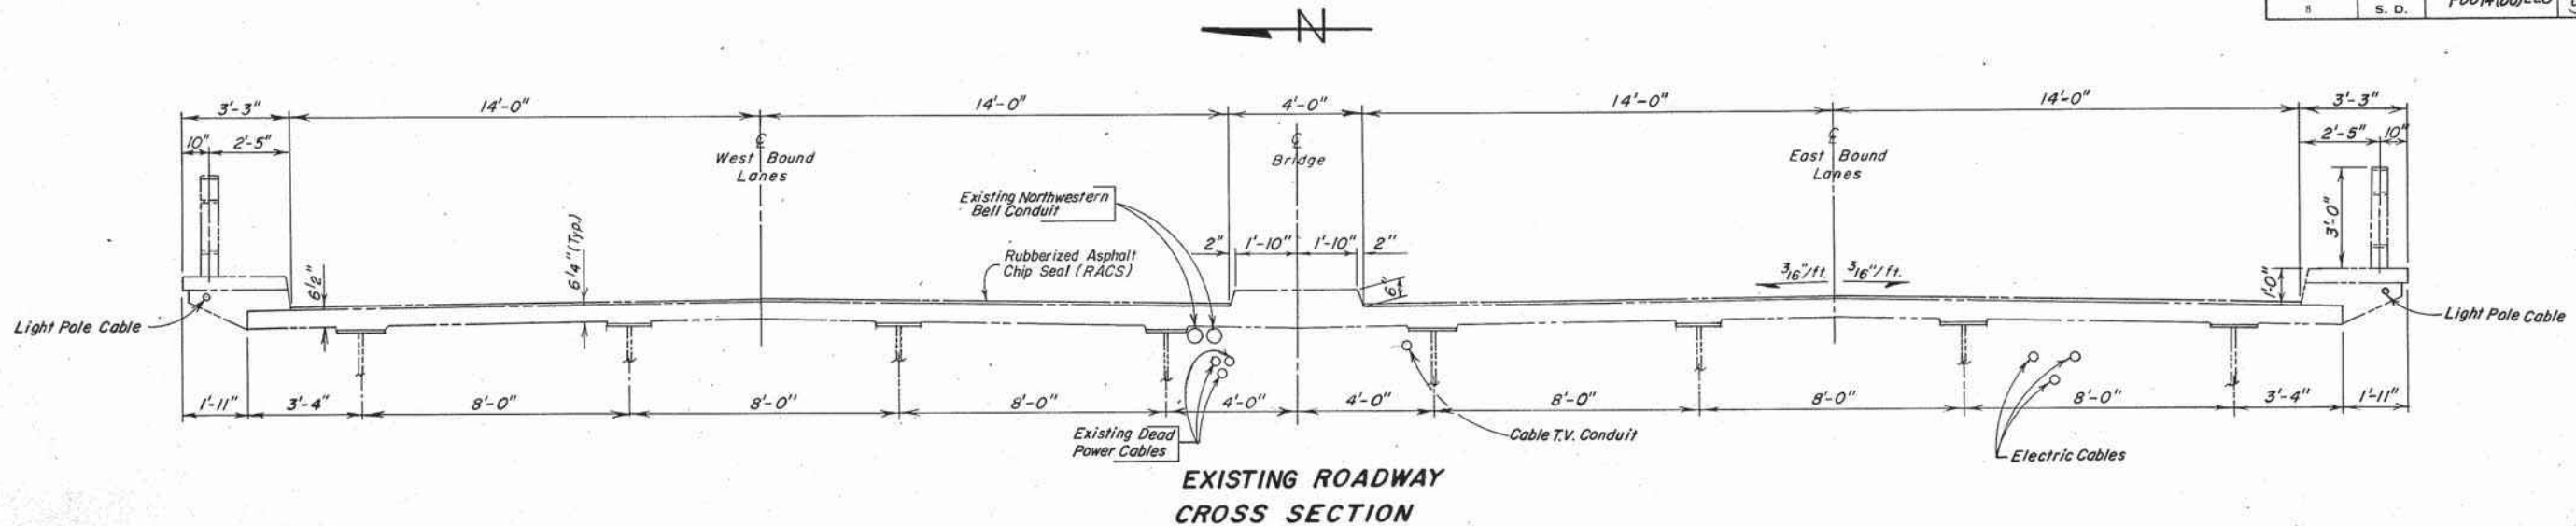 8 S. D.
N
3'-3" 14'-0" 14'-0" 4'-0" 14'-0" 14'-0" 3'-3"
10" 2'-5" 2'-5" 10"
℄
West Bound
Lanes
℄
Bridge
℄
East Bound
Lanes
Existing Northwestern
Bell Conduit
Rubberized Asphalt
Chip Seal (RACS)
6 1/2"
6 1/4" (Typ.)
2" 1'-10" 1'-10" 2"
6"
3/16"/ft. 3/16"/ft.
3'-0"
1'-0"
Light Pole Cable
Light Pole Cable
1'-11" 3'-4" 8'-0" 8'-0" 8'-0" 4'-0" 4'-0" 8'-0" 8'-0" 8'-0" 3'-4" 1'-11"
Existing Dead
Power Cables
Cable T.V. Conduit
Electric Cables
EXISTING ROADWAY
CROSS SECTION